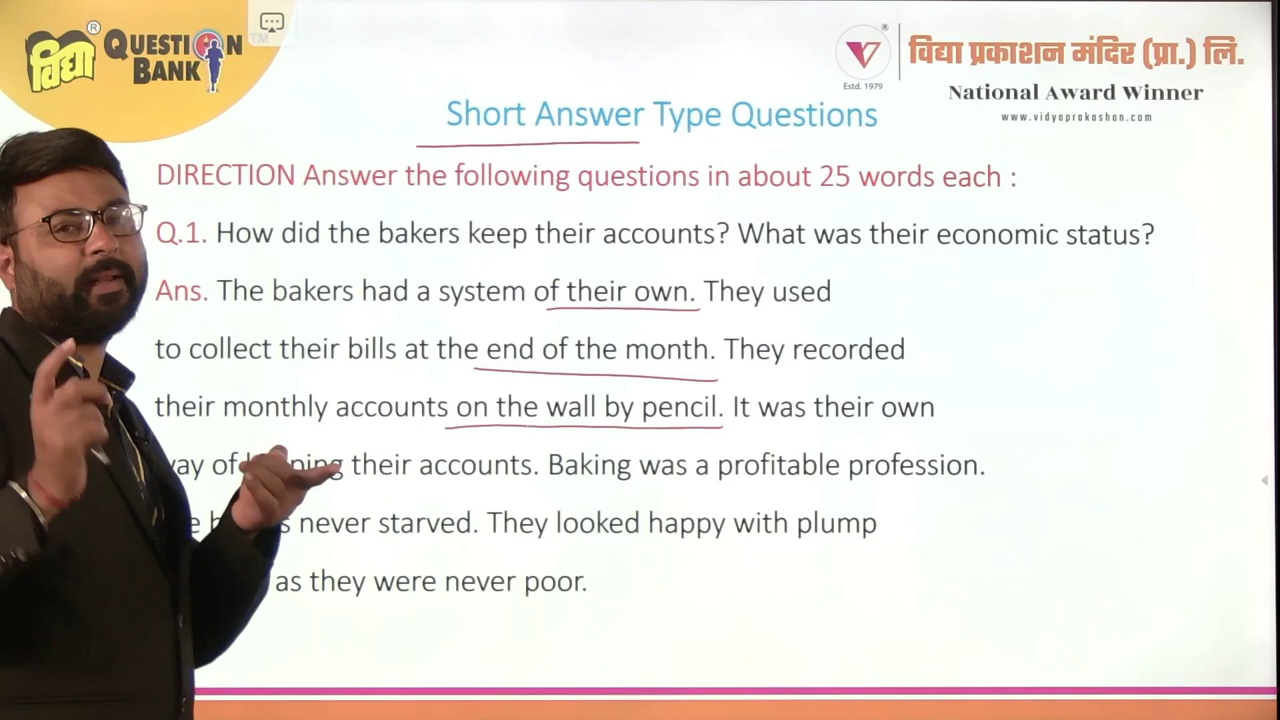 विद्या
®
QUESTION
BANK
TM
®
V
Estd. 1979
विद्या प्रकाशन मंदिर (प्रा.) लि.
National Award Winner
www.vidyaprakashan.com
Short Answer Type Questions
DIRECTION Answer the following questions in about 25 words each :
Q.1. How did the bakers keep their accounts? What was their economic status?
Ans. The bakers had a system of their own. They used
to collect their bills at the end of the month. They recorded
their monthly accounts on the wall by pencil. It was their own
of their accounts. Baking was a profitable profession.
never starved. They looked happy with plump
as they were never poor.